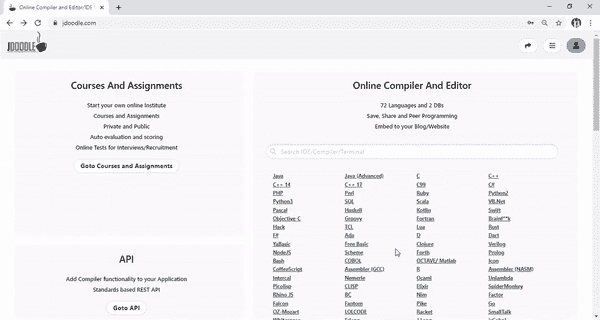 Online Compiler and Editor/IDE
jdoodle.com
JDOODLE
Courses And Assignments
Start your own online Institute
Courses and Assignments
Private and Public
Auto evaluation and scoring
Online Tests for Interviews/Recruitment
Goto Courses and Assignments
API
Add Compiler functionality to your Application
Standards based REST API
Goto API
Online Compiler And Editor
72 Languages and 2 DBs
Save, Share and Peer Programming
Embed to your Blog/Website
Search IDE/Compiler/Terminal
Java Java (Advanced) C C++
C++ 14 C++ 17 C99 C#
PHP Perl Ruby Python2
Python3 SQL Scala VB.Net
Pascal Haskell Kotlin Swift
Objective-C Groovy Fortran Brainf**k
Hack TCL Lua Rust
F# Ada D Dart
YaBasic Free Basic Clojure Verilog
NodeJS Scheme Forth Prolog
Bash COBOL OCTAVE/ Matlab Icon
CoffeeScript Assembler (GCC) R Assembler (NASM)
Intercal Nemerle Ocaml Unlambda
Picolisp CLISP Elixir SpiderMonkey
Rhino JS BC Nim Factor
Falcon Fantom Pike Go
OZ-Mozart LOLCODE Racket SmallTalk